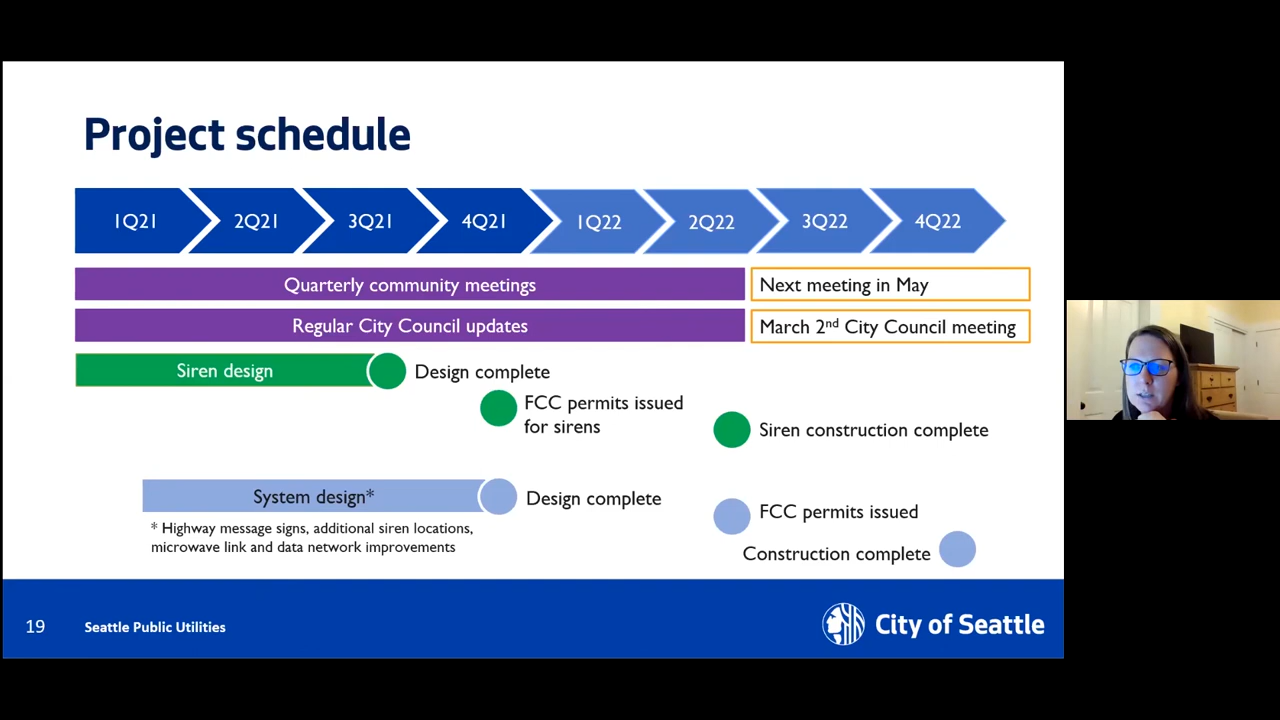 Project schedule
1Q21 2Q21 3Q21 4Q21 1Q22 2Q22 3Q22 4Q22
Quarterly community meetings
Next meeting in May
Regular City Council updates
March 2nd City Council meeting
Siren design
Design complete
FCC permits issued
for sirens
Siren construction complete
System design*
Design complete
* Highway message signs, additional siren locations,
microwave link and data network improvements
FCC permits issued
Construction complete
19
Seattle Public Utilities
City of Seattle